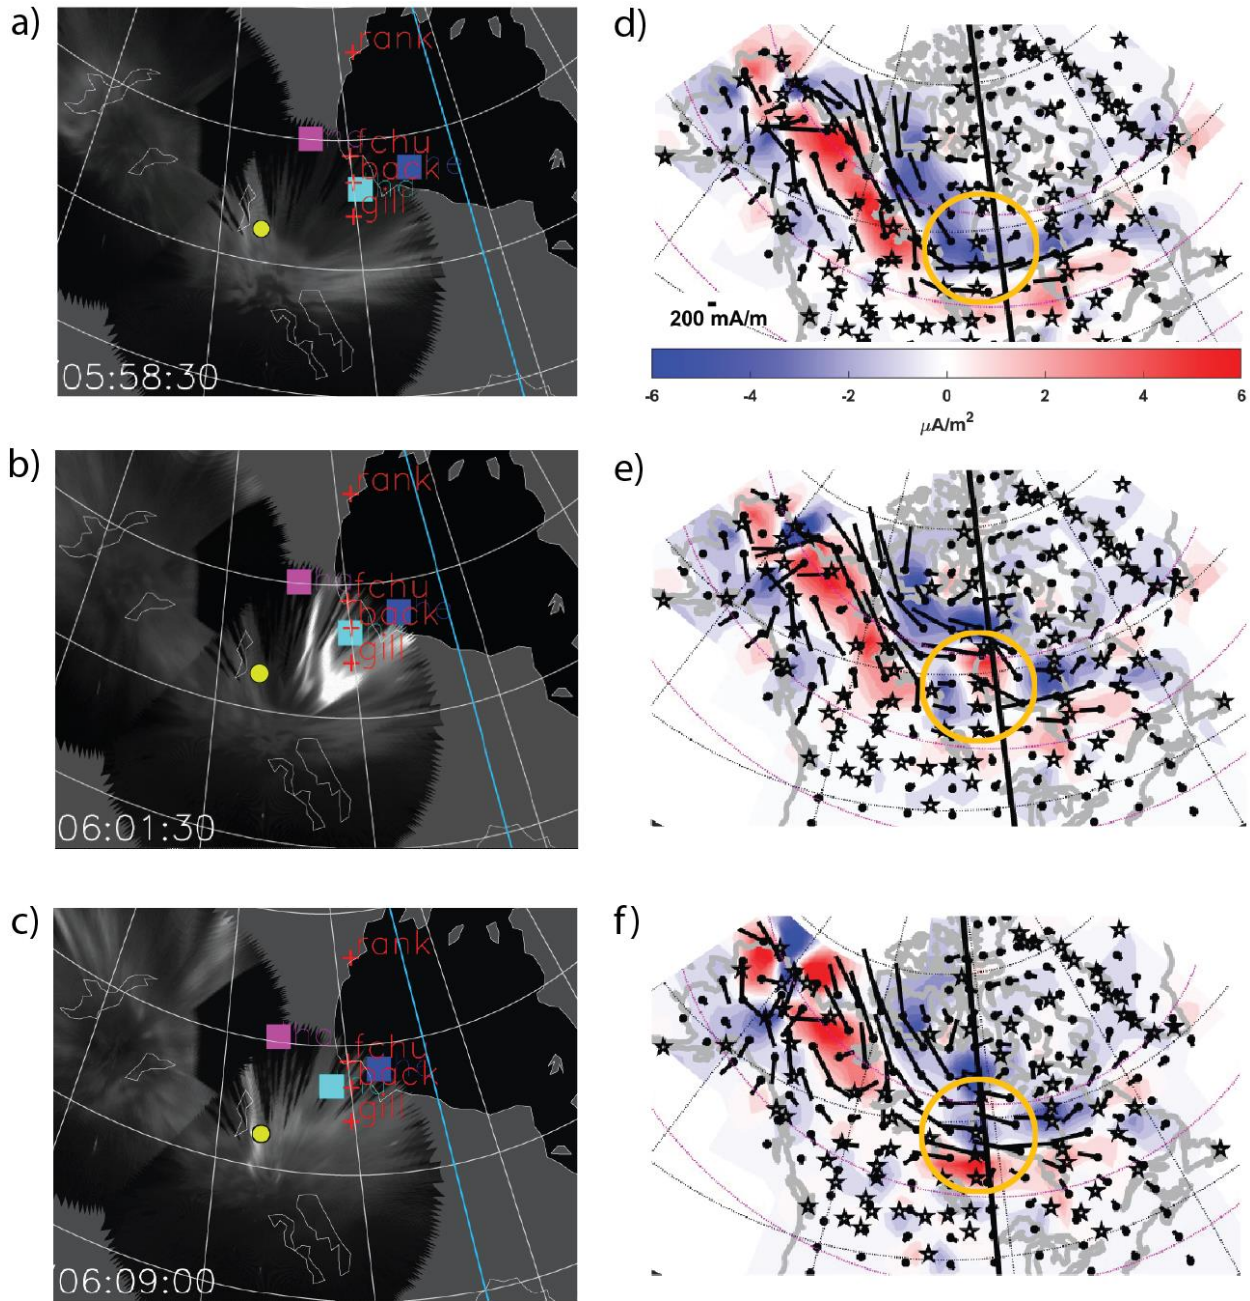 a)
rank
fchu
back
gill
05:58:30
d)
200 mA/m
-6
-4
-2
0
2
4
6
μA/m²
b)
rank
fchu
back
gill
06:01:30
e)
c)
rank
fchu
back
gill
06:09:00
f)